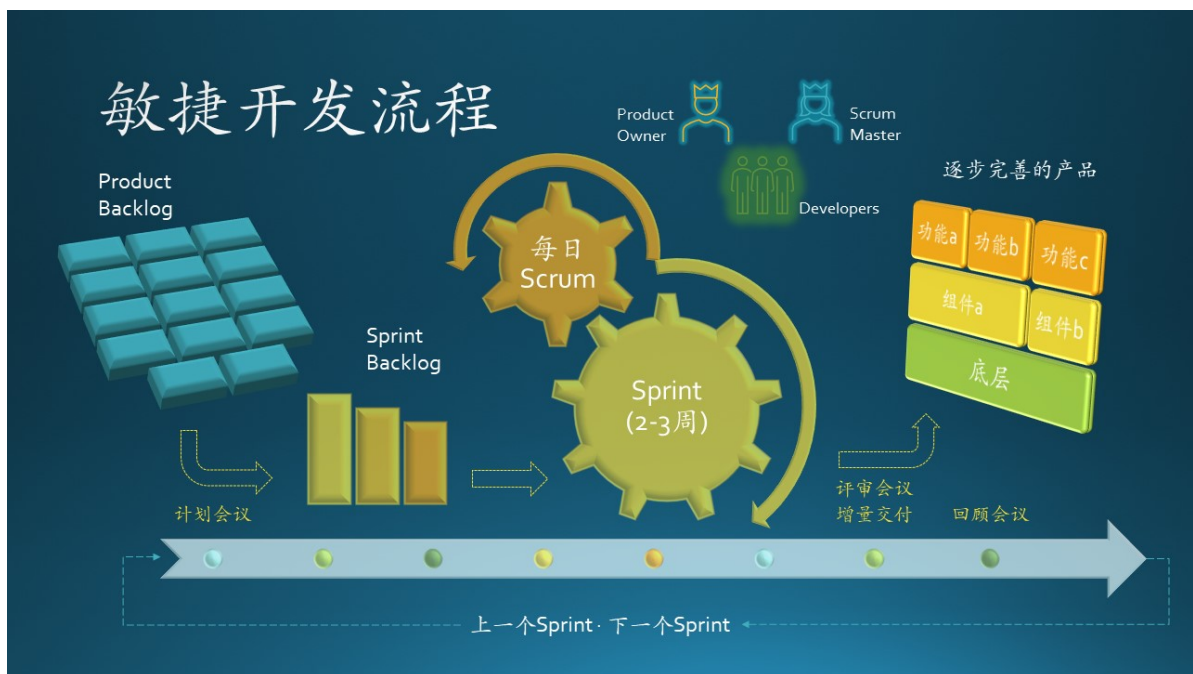 敏捷开发流程
Product
Owner
Scrum
Master
Developers
Product
Backlog
每日
Scrum
逐步完善的产品
功能a
功能b
功能c
组件a
组件b
底层
Sprint
Backlog
Sprint
(2-3周)
计划会议
评审会议
增量交付
回顾会议
上一个Sprint · 下一个Sprint